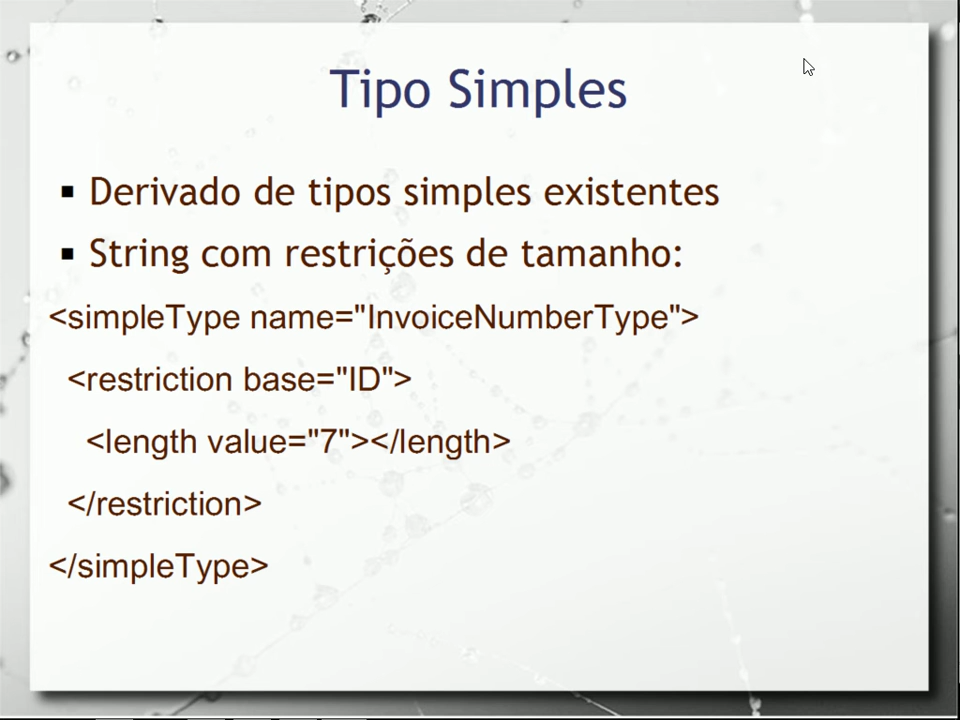 Tipo Simples
▪ Derivado de tipos simples existentes
▪ String com restrições de tamanho:
<simpleType name="InvoiceNumberType">
<restriction base="ID">
<length value="7"></length>
</restriction>
</simpleType>